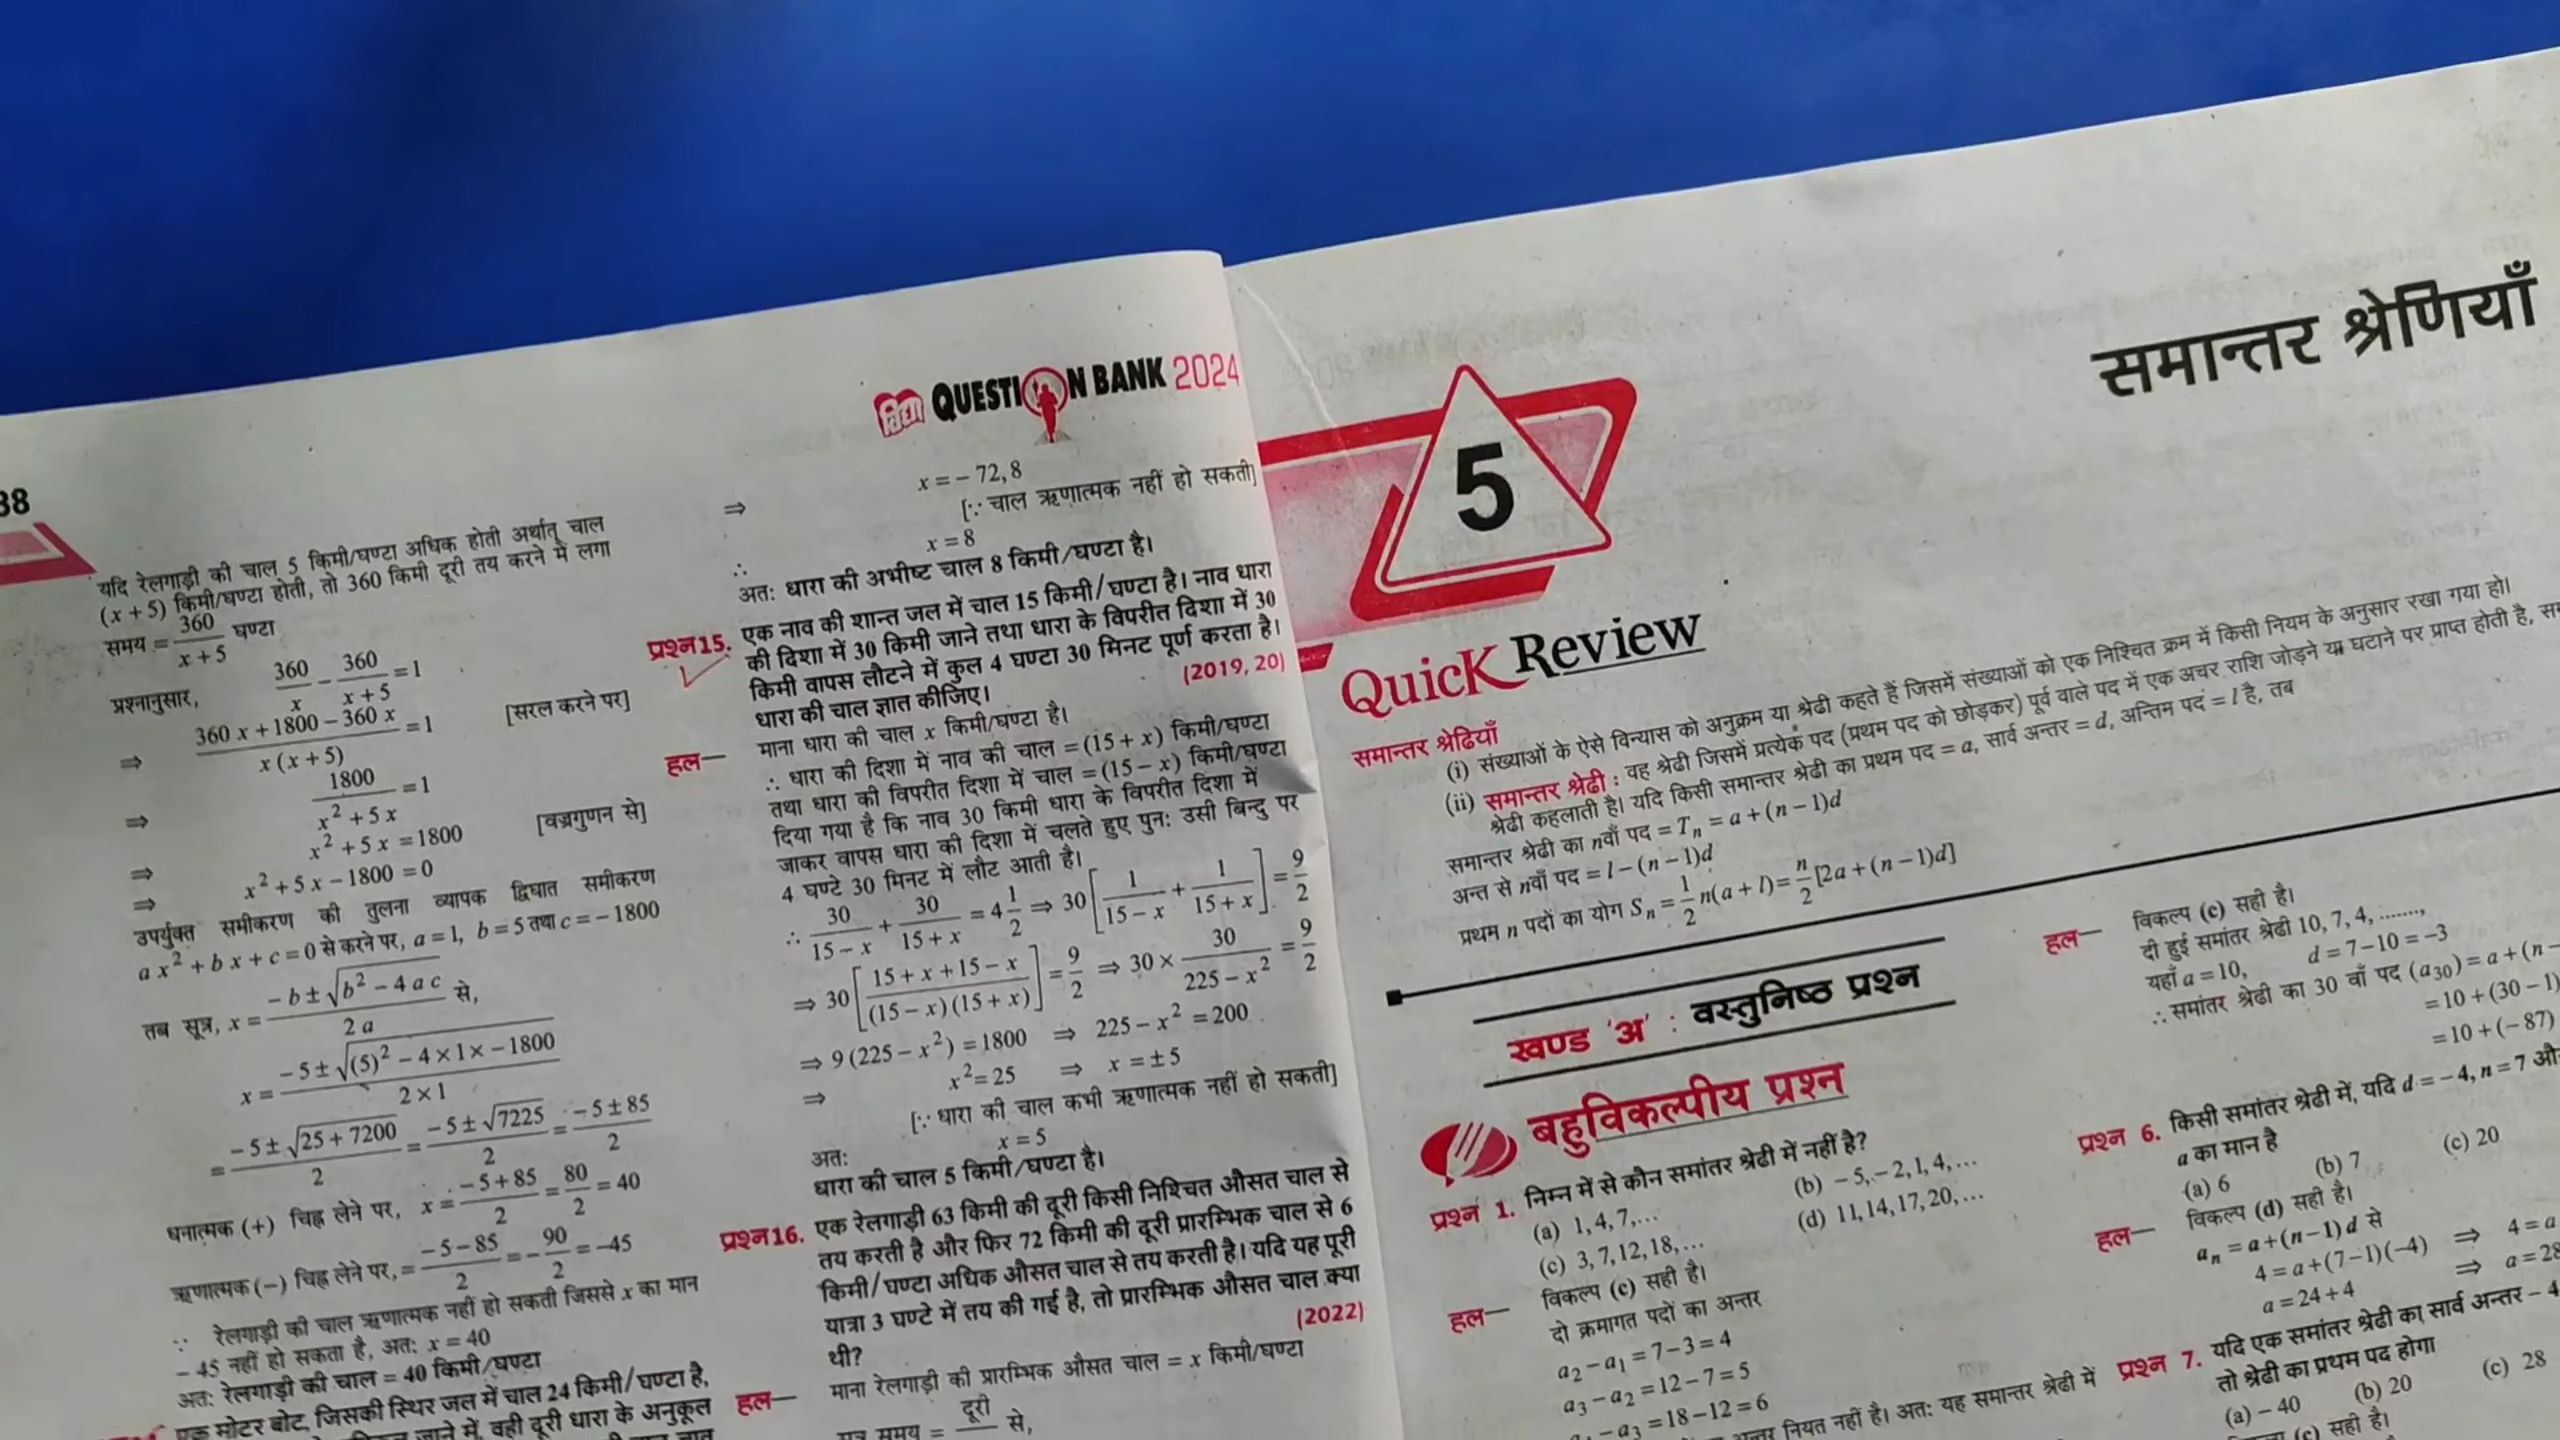 38
विद्या QUESTION BANK 2024
यदि रेलगाड़ी की चाल 5 किमी/घण्टा अधिक होती अर्थात् चाल
(x + 5) किमी/घण्टा होती, तो 360 किमी दूरी तय करने में लगा
समय = 360/(x + 5) घण्टा
प्रश्नानुसार, 360/x − 360/(x + 5) = 1
⇒ (360 x + 1800 − 360 x)/(x (x + 5)) = 1 [सरल करने पर]
⇒ 1800/(x² + 5 x) = 1
⇒ x² + 5 x = 1800 [वज्रगुणन से]
⇒ x² + 5 x − 1800 = 0
उपर्युक्त समीकरण की तुलना व्यापक द्विघात समीकरण
a x² + b x + c = 0 से करने पर, a = 1, b = 5 तथा c = − 1800
तब सूत्र, x = (− b ± √(b² − 4 a c))/(2 a) से,
x = (− 5 ± √((5)² − 4 × 1 × − 1800))/(2 × 1)
= (− 5 ± √(25 + 7200))/2 = (− 5 ± √7225)/2 = (− 5 ± 85)/2
धनात्मक (+) चिह्न लेने पर, x = (− 5 + 85)/2 = 80/2 = 40
ऋणात्मक (−) चिह्न लेने पर, = (− 5 − 85)/2 = − 90/2 = −45
∵ रेलगाड़ी की चाल ऋणात्मक नहीं हो सकती जिससे x का मान
− 45 नहीं हो सकता है, अतः x = 40
अतः रेलगाड़ी की चाल = 40 किमी/घण्टा
एक मोटर बोट, जिसकी स्थिर जल में चाल 24 किमी/घण्टा है,
जाने में, वही दूरी धारा के अनुकूल
⇒ x = − 72, 8
[∵ चाल ऋणात्मक नहीं हो सकती]
∴ x = 8
अतः धारा की अभीष्ट चाल 8 किमी/घण्टा है।
प्रश्न 15. एक नाव की शान्त जल में चाल 15 किमी/घण्टा है। नाव धारा
की दिशा में 30 किमी जाने तथा धारा के विपरीत दिशा में 30
किमी वापस लौटने में कुल 4 घण्टा 30 मिनट पूर्ण करता है।
धारा की चाल ज्ञात कीजिए। (2019, 20)
हल— माना धारा की चाल x किमी/घण्टा है।
∴ धारा की दिशा में नाव की चाल = (15 + x) किमी/घण्टा
तथा धारा की विपरीत दिशा में चाल = (15 − x) किमी/घण्टा
दिया गया है कि नाव 30 किमी धारा के विपरीत दिशा में
जाकर वापस धारा की दिशा में चलते हुए पुन: उसी बिन्दु पर
4 घण्टे 30 मिनट में लौट आती है।
∴ 30/(15 − x) + 30/(15 + x) = 4 1/2 ⇒ 30[1/(15 − x) + 1/(15 + x)] = 9/2
⇒ 30[(15 + x + 15 − x)/((15 − x)(15 + x))] = 9/2 ⇒ 30 × 30/(225 − x²) = 9/2
⇒ 9 (225 − x²) = 1800 ⇒ 225 − x² = 200
⇒ x² = 25 ⇒ x = ± 5
[∵ धारा की चाल कभी ऋणात्मक नहीं हो सकती]
अतः x = 5
धारा की चाल 5 किमी/घण्टा है।
प्रश्न 16. एक रेलगाड़ी 63 किमी की दूरी किसी निश्चित औसत चाल से
तय करती है और फिर 72 किमी की दूरी प्रारम्भिक चाल से 6
किमी/घण्टा अधिक औसत चाल से तय करती है। यदि यह पूरी
यात्रा 3 घण्टे में तय की गई है, तो प्रारम्भिक औसत चाल क्या
थी? (2022)
हल— माना रेलगाड़ी की प्रारम्भिक औसत चाल = x किमी/घण्टा
समय = दूरी से,
5
समान्तर श्रेणियाँ
Quick Review
समान्तर श्रेढियाँ
(i) संख्याओं के ऐसे विन्यास को अनुक्रम या श्रेढी कहते हैं जिसमें संख्याओं को एक निश्चित क्रम में किसी नियम के अनुसार रखा गया हो।
(ii) समान्तर श्रेढी : वह श्रेढी जिसमें प्रत्येक पद (प्रथम पद को छोड़कर) पूर्व वाले पद में एक अचर राशि जोड़ने या घटाने पर प्राप्त होती है,
श्रेढी कहलाती है। यदि किसी समान्तर श्रेढी का प्रथम पद = a, सार्व अन्तर = d, अन्तिम पद = l है, तब
समान्तर श्रेढी का nवाँ पद = Tₙ = a + (n − 1)d
अन्त से nवाँ पद = l − (n − 1)d
प्रथम n पदों का योग Sₙ = 1/2 n(a + l) = n/2 [2a + (n − 1)d]
खण्ड 'अ' : वस्तुनिष्ठ प्रश्न
बहुविकल्पीय प्रश्न
प्रश्न 1. निम्न में से कौन समांतर श्रेढी में नहीं है?
(a) 1, 4, 7,... (b) − 5, − 2, 1, 4, ...
(c) 3, 7, 12, 18, ... (d) 11, 14, 17, 20, ...
हल— विकल्प (c) सही है।
दो क्रमागत पदों का अन्तर
a₂ − a₁ = 7 − 3 = 4
a₃ − a₂ = 12 − 7 = 5
− a₃ = 18 − 12 = 6
अन्तर नियत नहीं है। अतः यह समान्तर श्रेढी में
हल— विकल्प (c) सही है।
दी हुई समांतर श्रेढी 10, 7, 4, .......,
यहाँ a = 10, d = 7 − 10 = −3
∴ समांतर श्रेढी का 30 वाँ पद (a₃₀) = a + (n −
= 10 + (30 − 1)
= 10 + (− 87)
प्रश्न 6. किसी समांतर श्रेढी में, यदि d = − 4, n = 7 और
a का मान है
(a) 6 (b) 7 (c) 20
हल— विकल्प (d) सही है।
aₙ = a + (n − 1) d से
4 = a + (7 − 1)(−4) ⇒ 4 = a
a = 24 + 4 ⇒ a = 28
प्रश्न 7. यदि एक समांतर श्रेढी का सार्व अन्तर − 4
तो श्रेढी का प्रथम पद होगा
(a) − 40 (b) 20 (c) 28
(c) सही है।